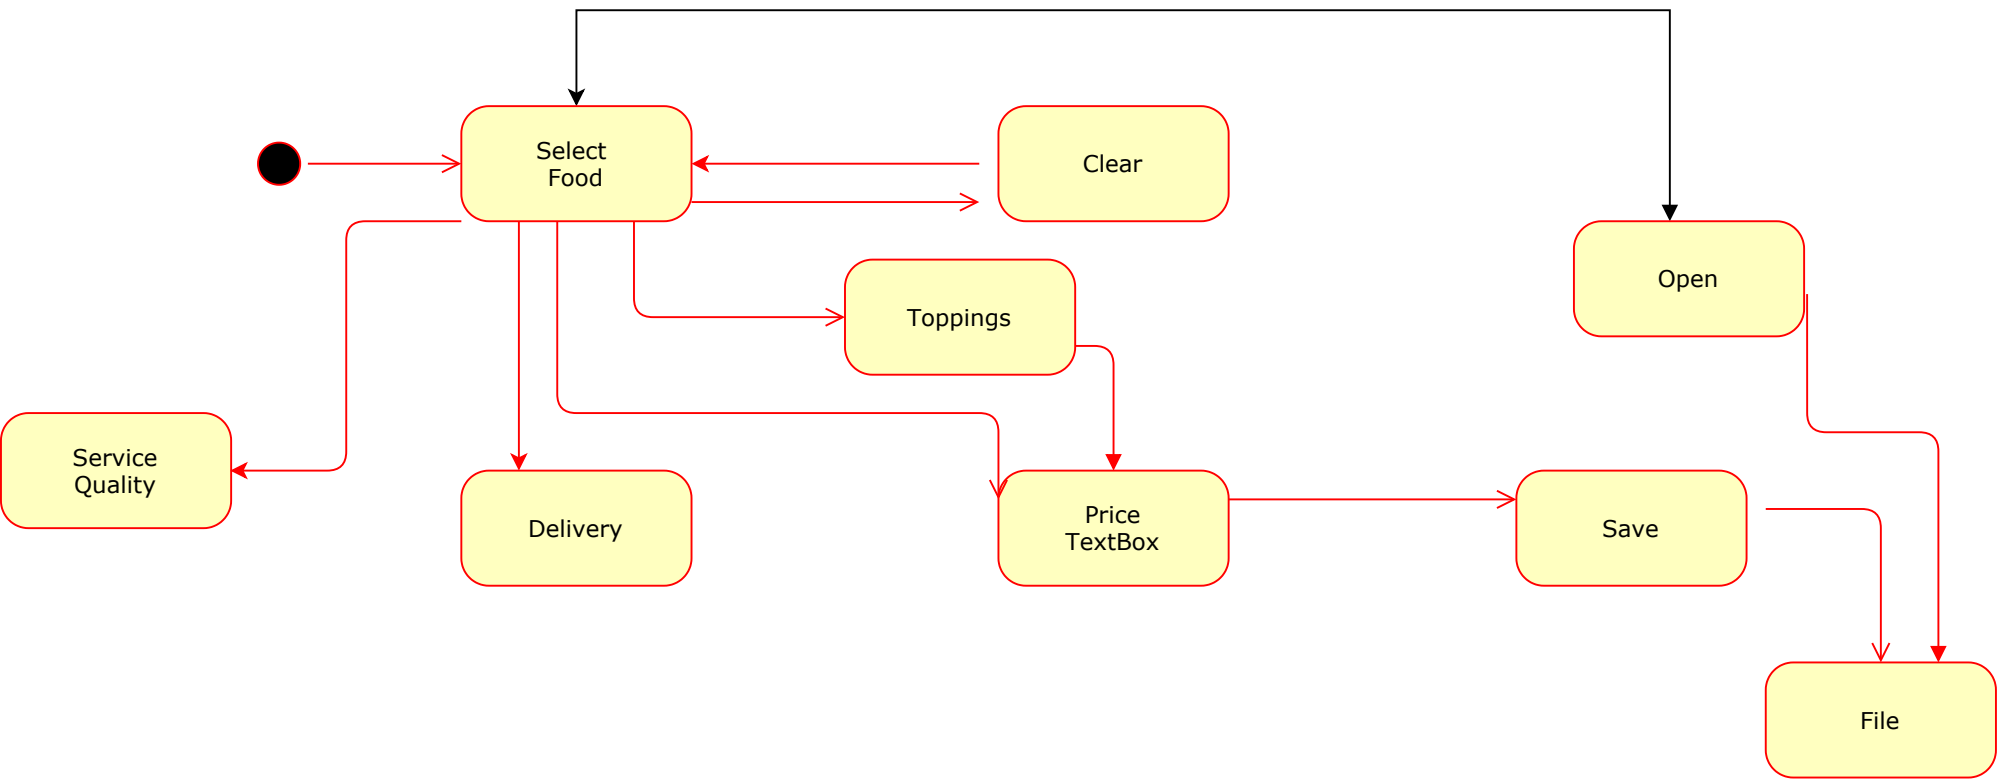 Select
Food
Clear
Open
Toppings
Service
Quality
Delivery
Price
TextBox
Save
File